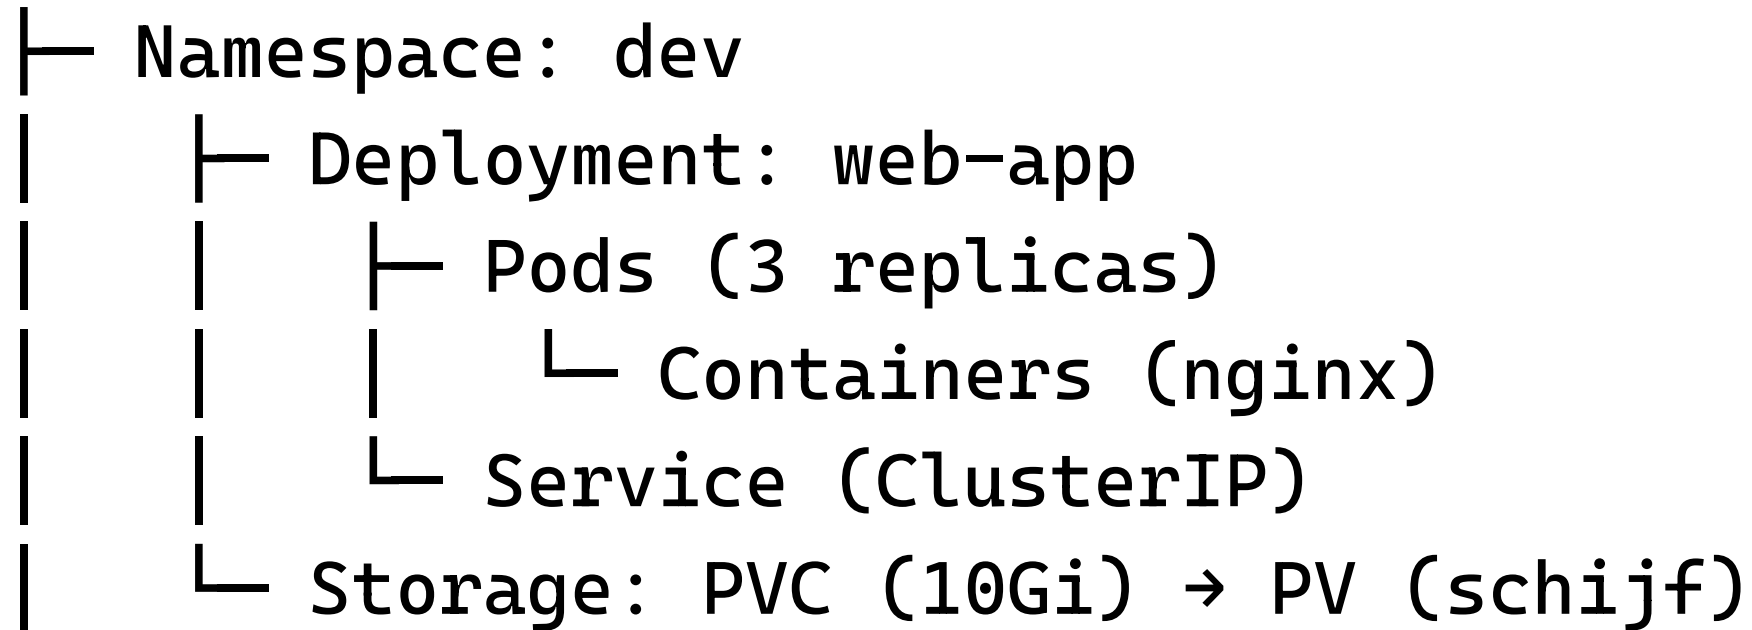 ├── Namespace: dev
│   ├── Deployment: web-app
│   │   ├── Pods (3 replicas)
│   │   │   └── Containers (nginx)
│   │   └── Service (ClusterIP)
│   └── Storage: PVC (10Gi) → PV (schijf)